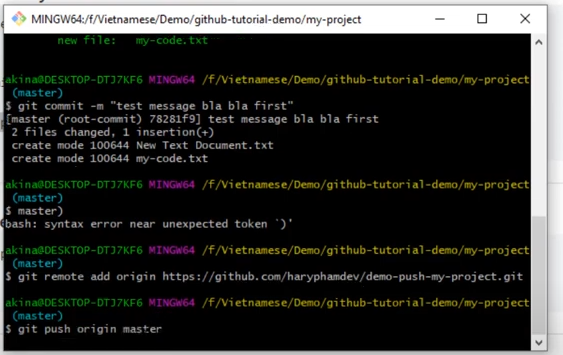 MINGW64:/f/Vietnamese/Demo/github-tutorial-demo/my-project
new file:   my-code.txt
akina@DESKTOP-DTJ7KF6 MINGW64 /f/Vietnamese/Demo/github-tutorial-demo/my-project
(master)
$ git commit -m "test message bla bla first"
[master (root-commit) 78281f9] test message bla bla first
2 files changed, 1 insertion(+)
create mode 100644 New Text Document.txt
create mode 100644 my-code.txt
akina@DESKTOP-DTJ7KF6 MINGW64 /f/Vietnamese/Demo/github-tutorial-demo/my-project
(master)
$ master)
bash: syntax error near unexpected token `)'
akina@DESKTOP-DTJ7KF6 MINGW64 /f/Vietnamese/Demo/github-tutorial-demo/my-project
(master)
$ git remote add origin https://github.com/haryphamdev/demo-push-my-project.git
akina@DESKTOP-DTJ7KF6 MINGW64 /f/Vietnamese/Demo/github-tutorial-demo/my-project
(master)
$ git push origin master